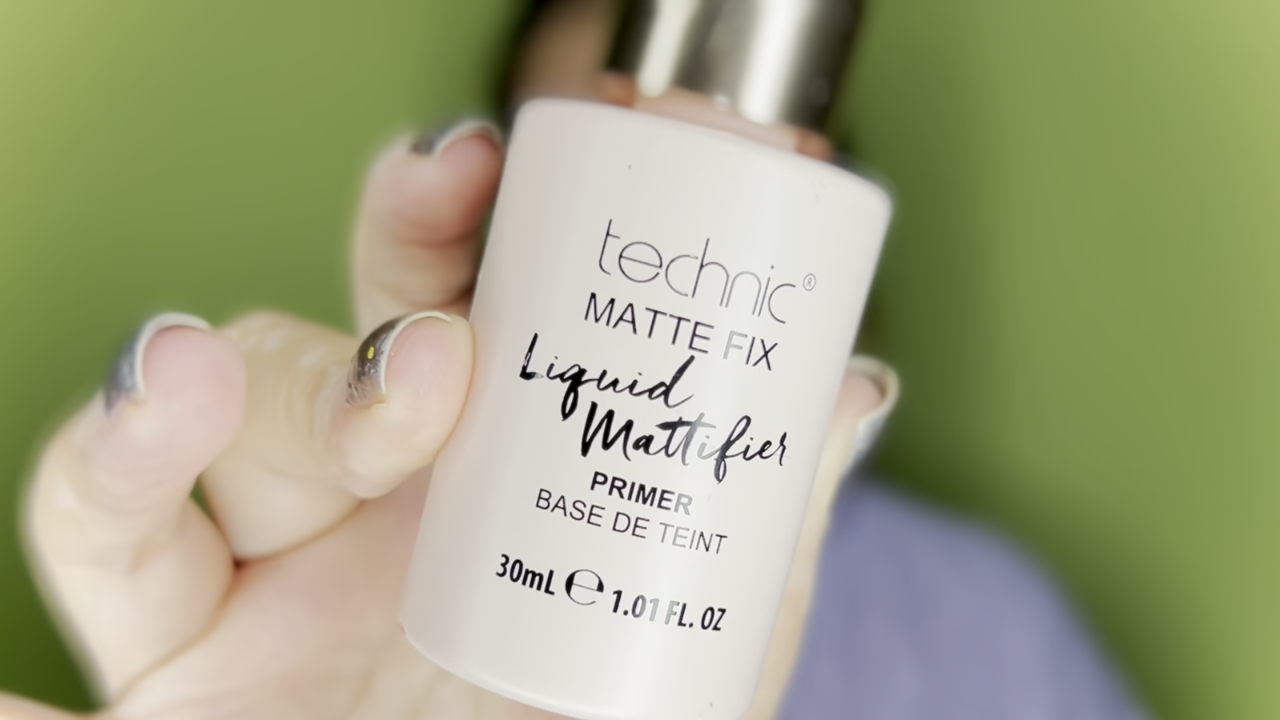 technic®
MATTE FIX
Liquid
Mattifier
PRIMER
BASE DE TEINT
30mL ℮ 1.01 FL. OZ